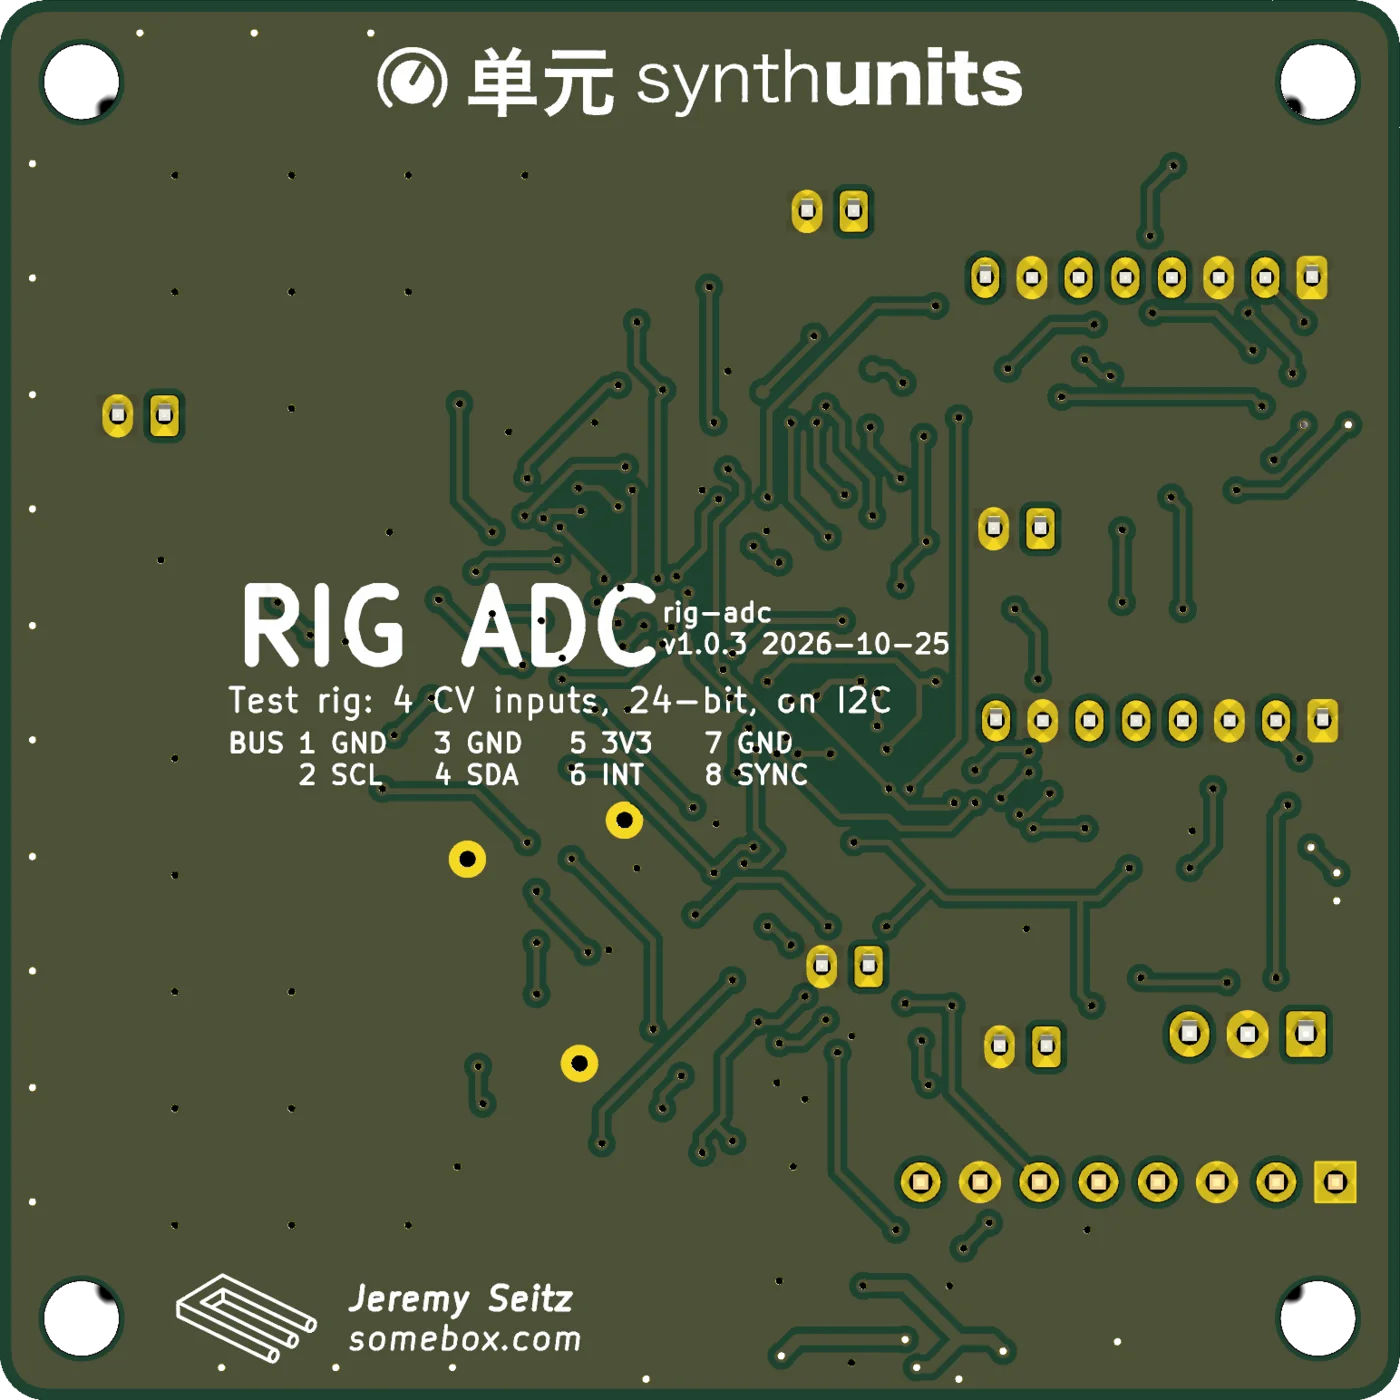 单元 synthunits
RIG ADC
rig-adc
v1.0.3 2026-10-25
Test rig: 4 CV inputs, 24-bit, on I2C
BUS 1 GND 3 GND 5 3V3 7 GND
2 SCL 4 SDA 6 INT 8 SYNC
Jeremy Seitz
somebox.com